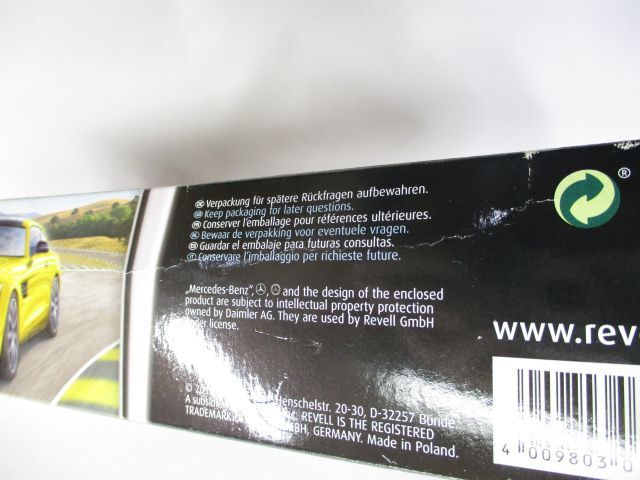 Verpackung für spätere Rückfragen aufbewahren.
Keep packaging for later questions.
Conserver l'emballage pour références ultérieures.
Bewaar de verpakking voor eventuele vragen.
Guardar el embalaje para futuras consultas.
Conservare l'imballaggio per richieste future.
„Mercedes-Benz", and the design of the enclosed
product are subject to intellectual property protection
owned by Daimler AG. They are used by Revell GmbH
license.
©
A 20-30, D-32257 Bünde
REVELL IS THE REGISTERED
GERMANY. Made in Poland.
®
www.reve
4 009803 0